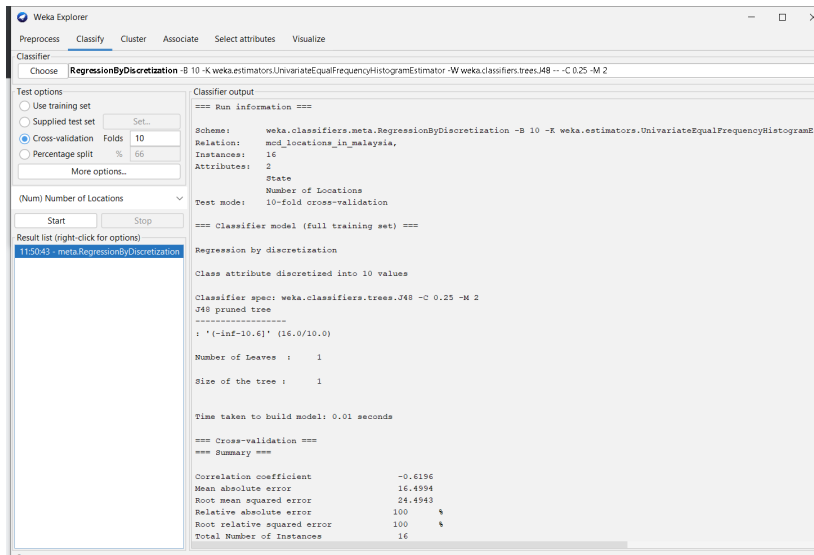 Weka Explorer
Preprocess Classify Cluster Associate Select attributes Visualize
Classifier
Choose RegressionByDiscretization -B 10 -K weka.estimators.UnivariateEqualFrequencyHistogramEstimator -W weka.classifiers.trees.J48 -- -C 0.25 -M 2
Test options
Use training set
Supplied test set Set...
Cross-validation Folds 10
Percentage split % 66
More options...
(Num) Number of Locations
Start Stop
Result list (right-click for options)
11:50:43 - meta.RegressionByDiscretization
Classifier output
=== Run information ===
Scheme: weka.classifiers.meta.RegressionByDiscretization -B 10 -K weka.estimators.UnivariateEqualFrequencyHistogramE
Relation: mcd_locations_in_malaysia,
Instances: 16
Attributes: 2
State
Number of Locations
Test mode: 10-fold cross-validation
=== Classifier model (full training set) ===
Regression by discretization
Class attribute discretized into 10 values
Classifier spec: weka.classifiers.trees.J48 -C 0.25 -M 2
J48 pruned tree
------------------
: '(-inf-10.6]' (16.0/10.0)
Number of Leaves : 1
Size of the tree : 1
Time taken to build model: 0.01 seconds
=== Cross-validation ===
=== Summary ===
Correlation coefficient -0.6196
Mean absolute error 16.4994
Root mean squared error 24.4943
Relative absolute error 100 %
Root relative squared error 100 %
Total Number of Instances 16